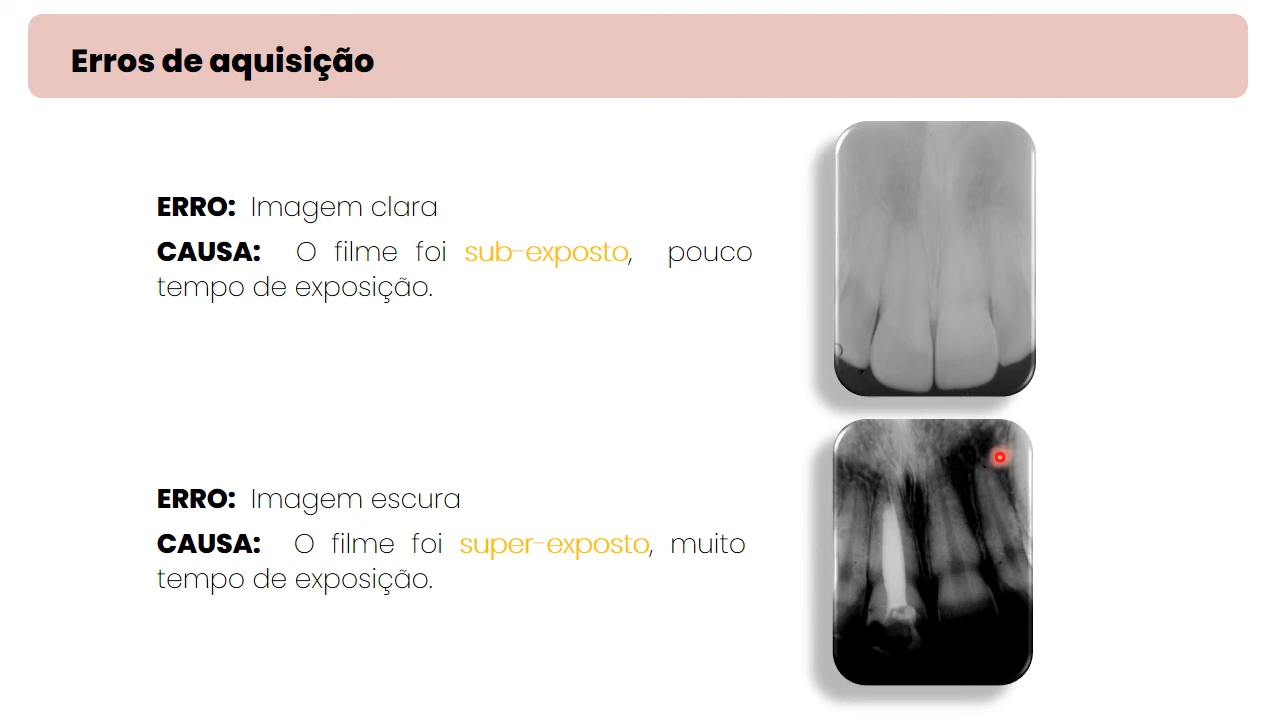 Erros de aquisição
ERRO: Imagem clara
CAUSA: O filme foi sub-exposto, pouco
tempo de exposição.
ERRO: Imagem escura
CAUSA: O filme foi super-exposto, muito
tempo de exposição.